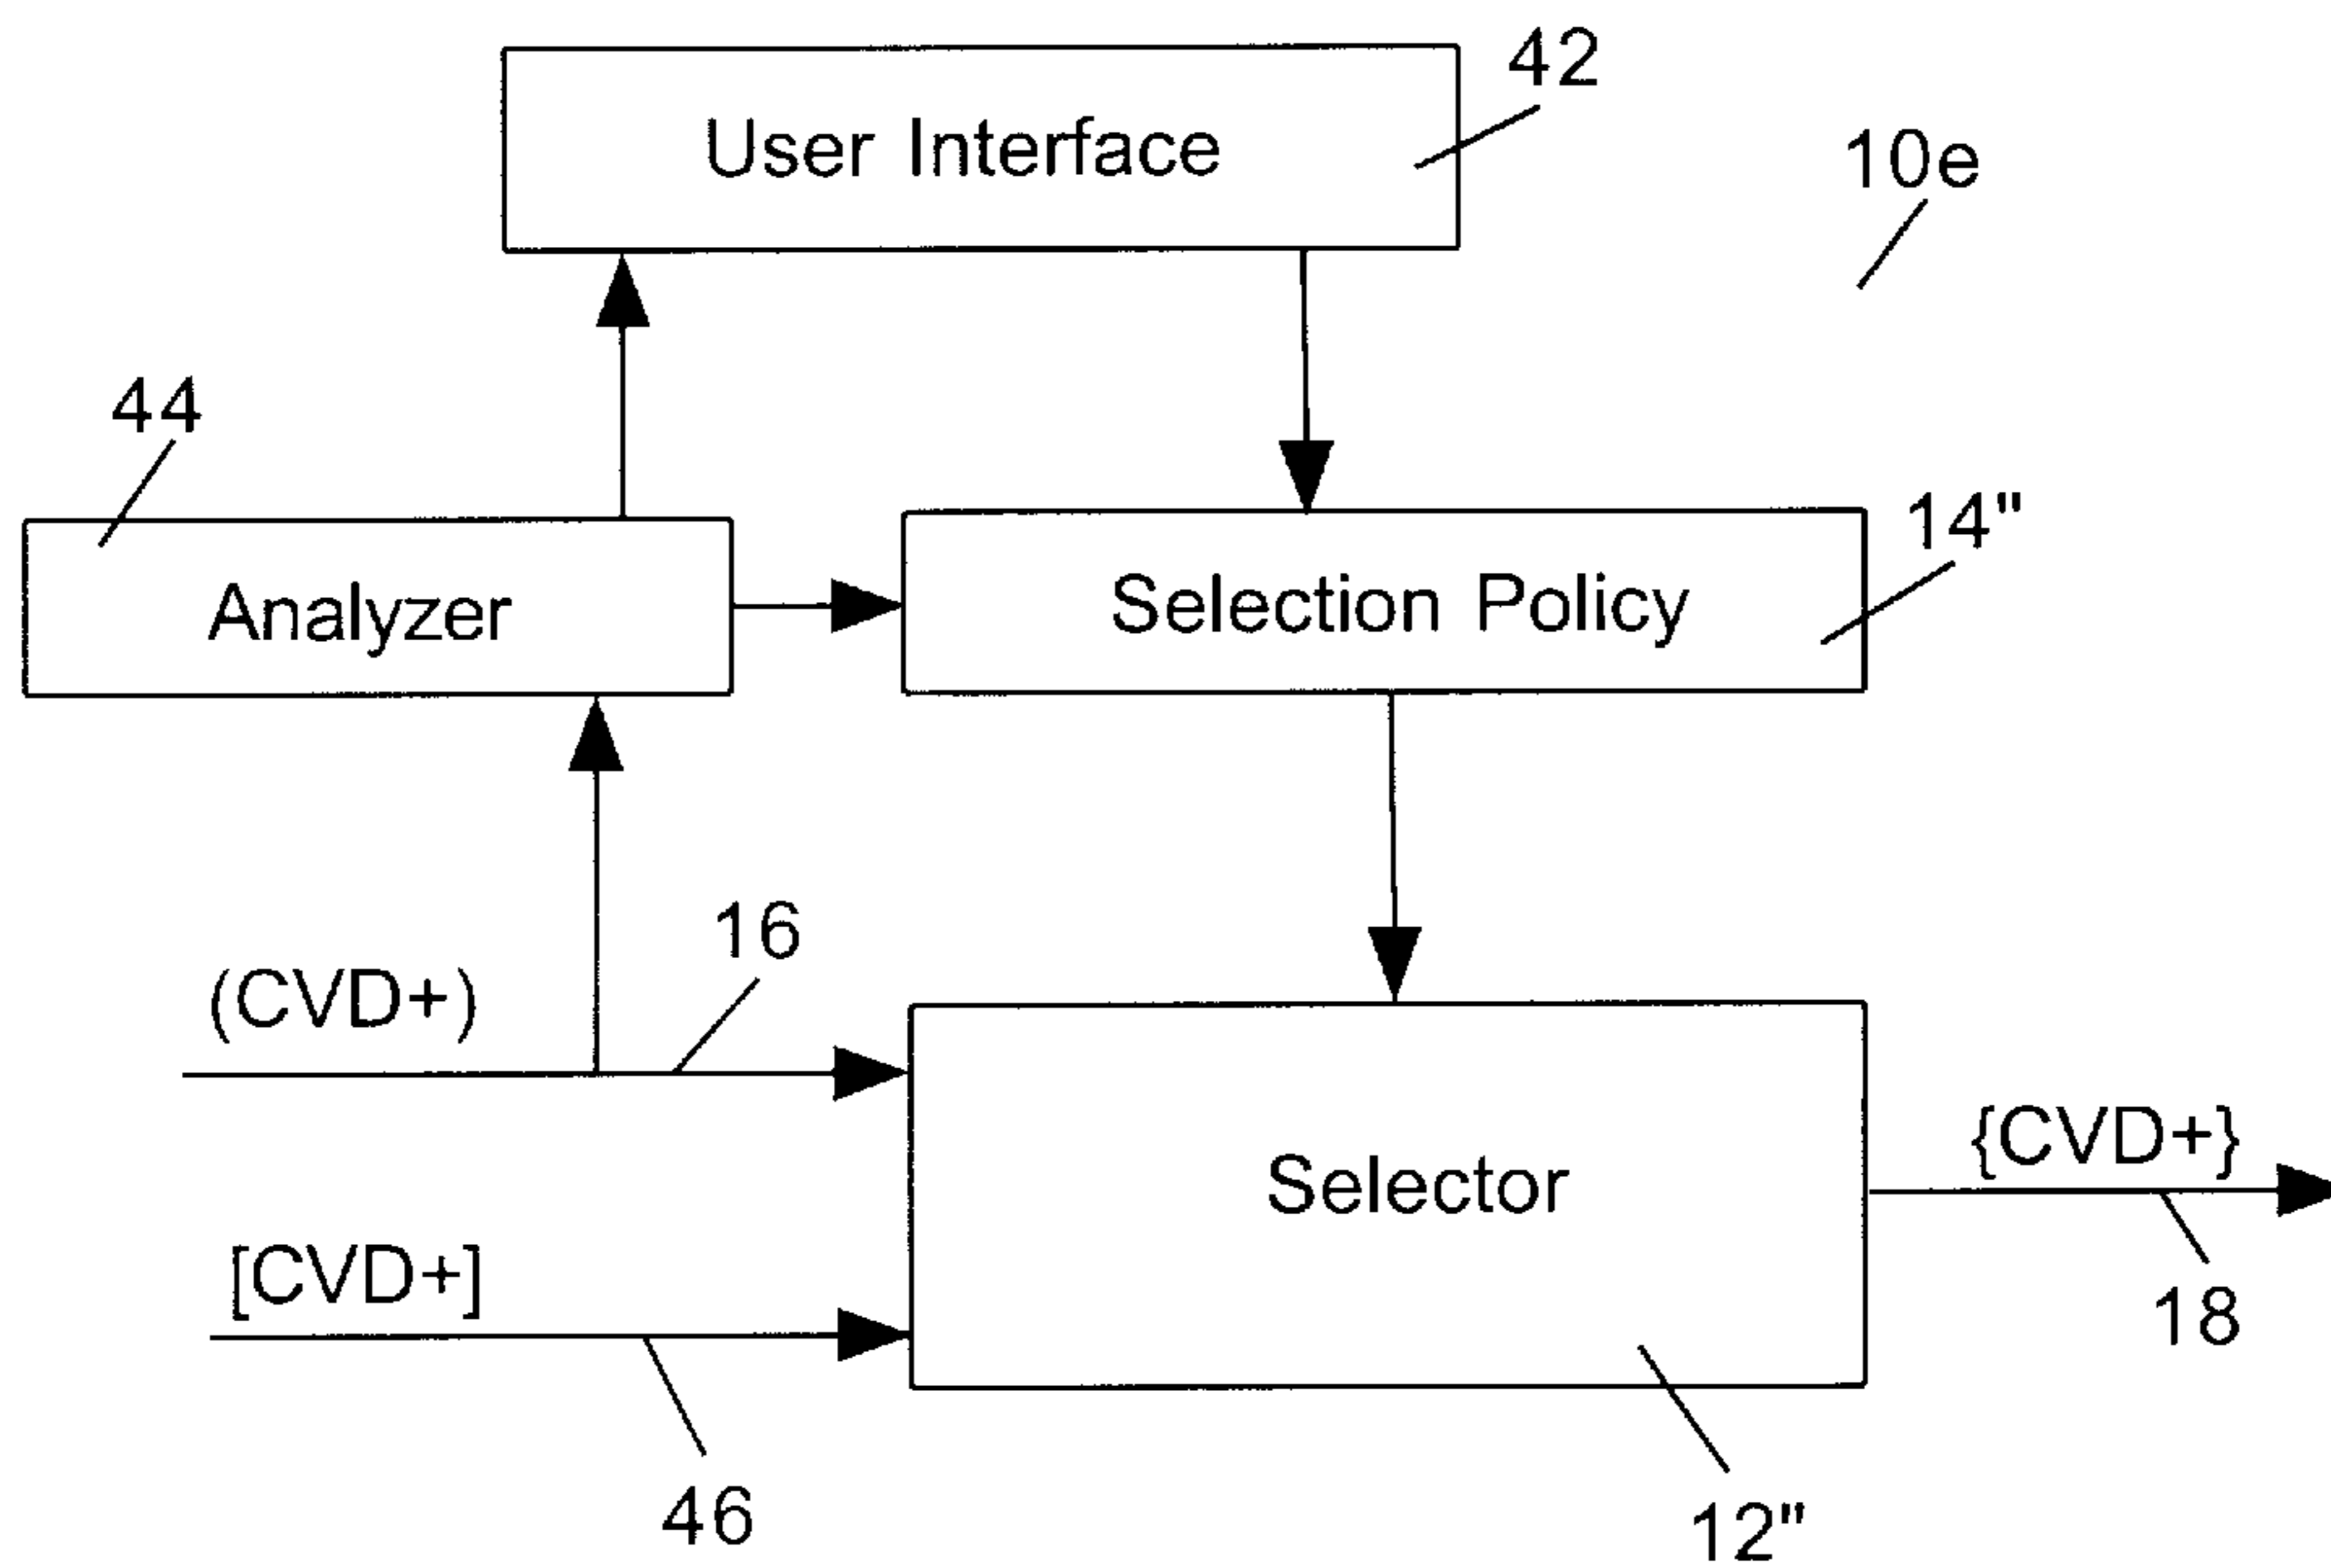 42
User Interface
10e
44
14"
Analyzer
Selection Policy
16
(CVD+)
{CVD+}
Selector
[CVD+]
18
46
12"